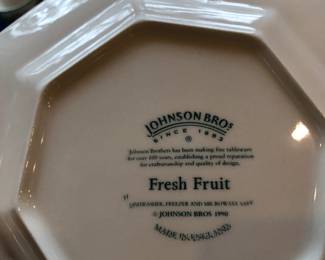 JOHNSON BROS
SINCE 1883
®
Johnson Brothers has been making fine tableware
for over 100 years, establishing a proud reputation
for craftsmanship and quality of design.
Fresh Fruit
DISHWASHER, FREEZER AND MICROWAVE SAFE
© JOHNSON BROS 1990
MADE IN ENGLAND